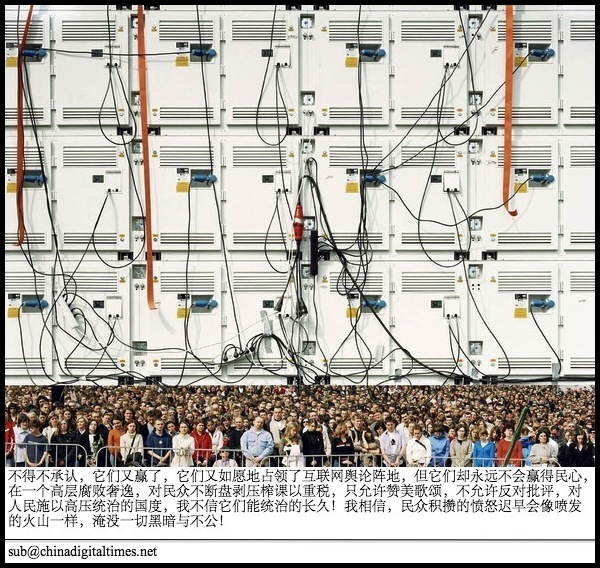 不得不承认，它们又赢了，它们又如愿地占领了互联网舆论阵地，但它们却永远不会赢得民心，
在一个高层腐败奢逸，对民众不断盘剥压榨课以重税，只允许赞美歌颂，不允许反对批评，对
人民施以高压统治的国度，我不信它们能统治的长久！我相信，民众积攒的愤怒迟早会像喷发
的火山一样，淹没一切黑暗与不公！
sub@chinadigitaltimes.net